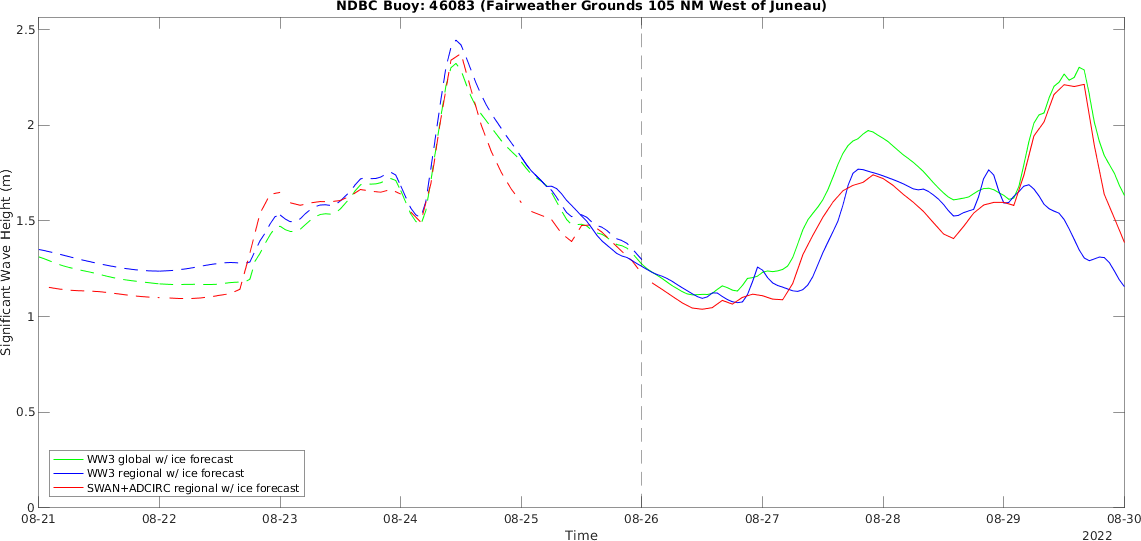 NDBC Buoy: 46083 (Fairweather Grounds 105 NM West of Juneau)
2.5
2
1.5
1
0.5
0
Significant Wave Height (m)
WW3 global w/ ice forecast
WW3 regional w/ ice forecast
SWAN+ADCIRC regional w/ ice forecast
08-21 08-22 08-23 08-24 08-25 08-26 08-27 08-28 08-29 08-30
Time
2022